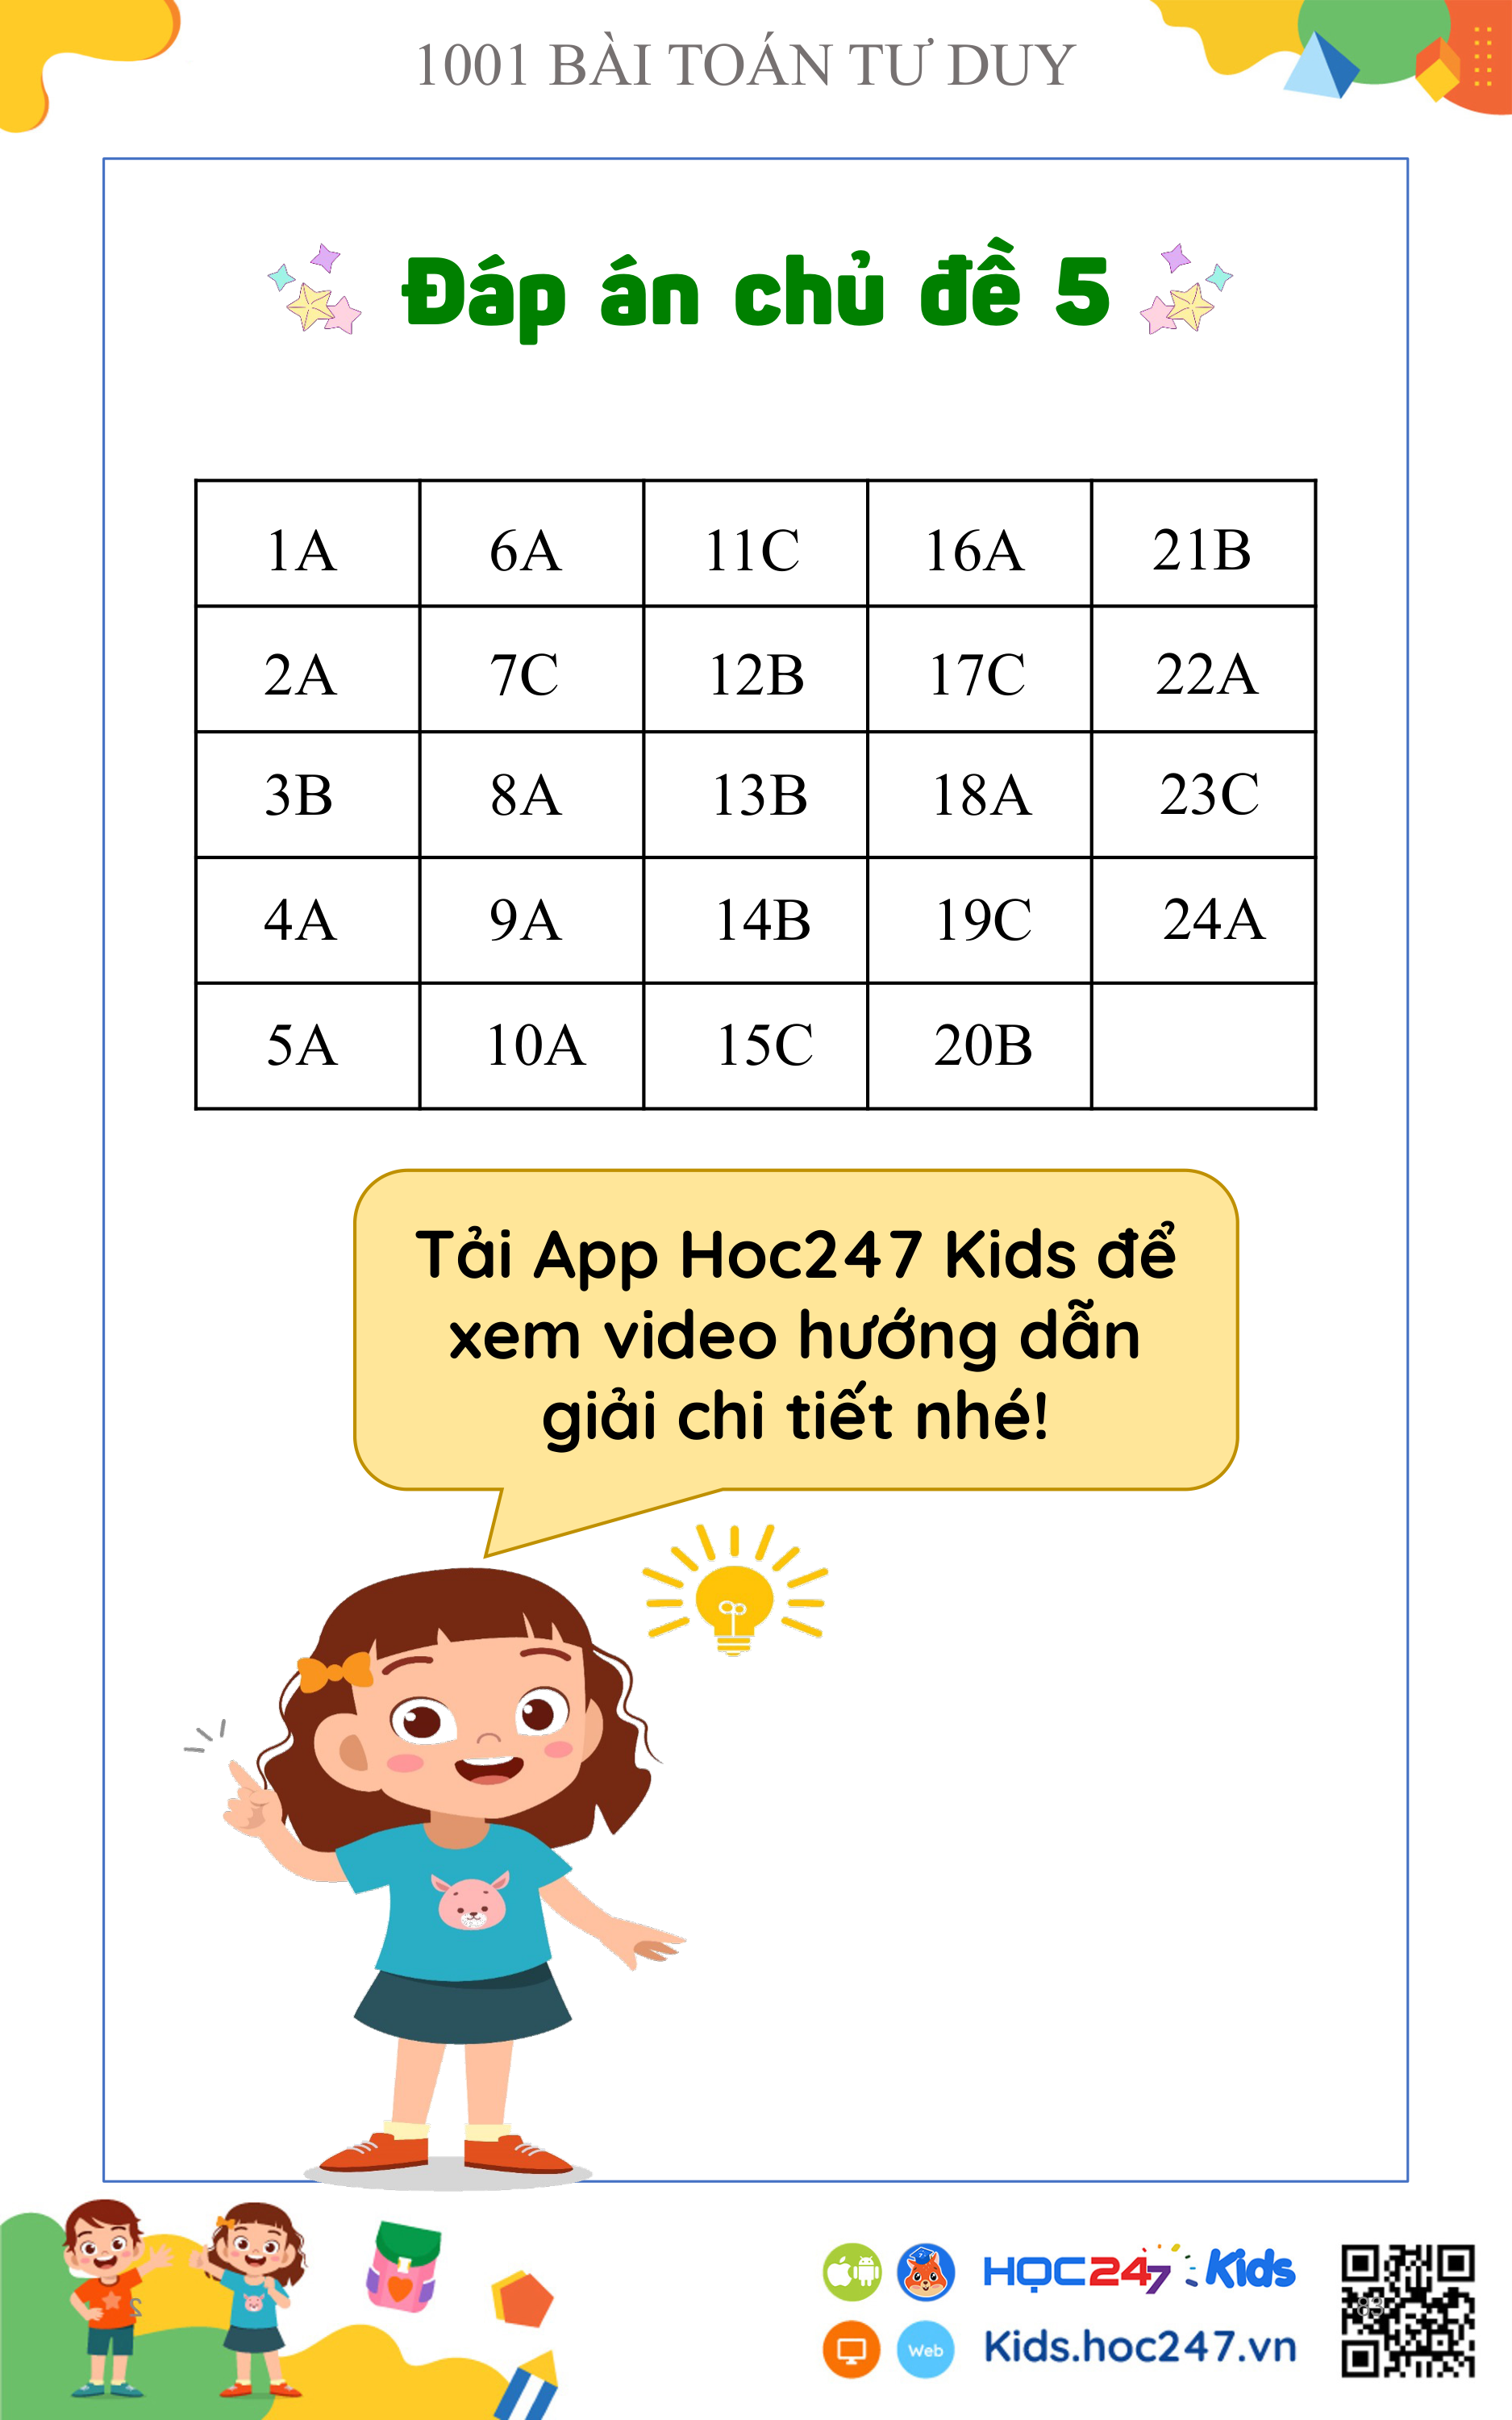 1001 BÀI TOÁN TƯ DUY
Đáp án chủ đề 5
1A 6A 11C 16A 21B
2A 7C 12B 17C 22A
3B 8A 13B 18A 23C
4A 9A 14B 19C 24A
5A 10A 15C 20B
Tải App Hoc247 Kids để
xem video hướng dẫn
giải chi tiết nhé!
HỌC247 Kids
83
Web
Kids.hoc247.vn
2